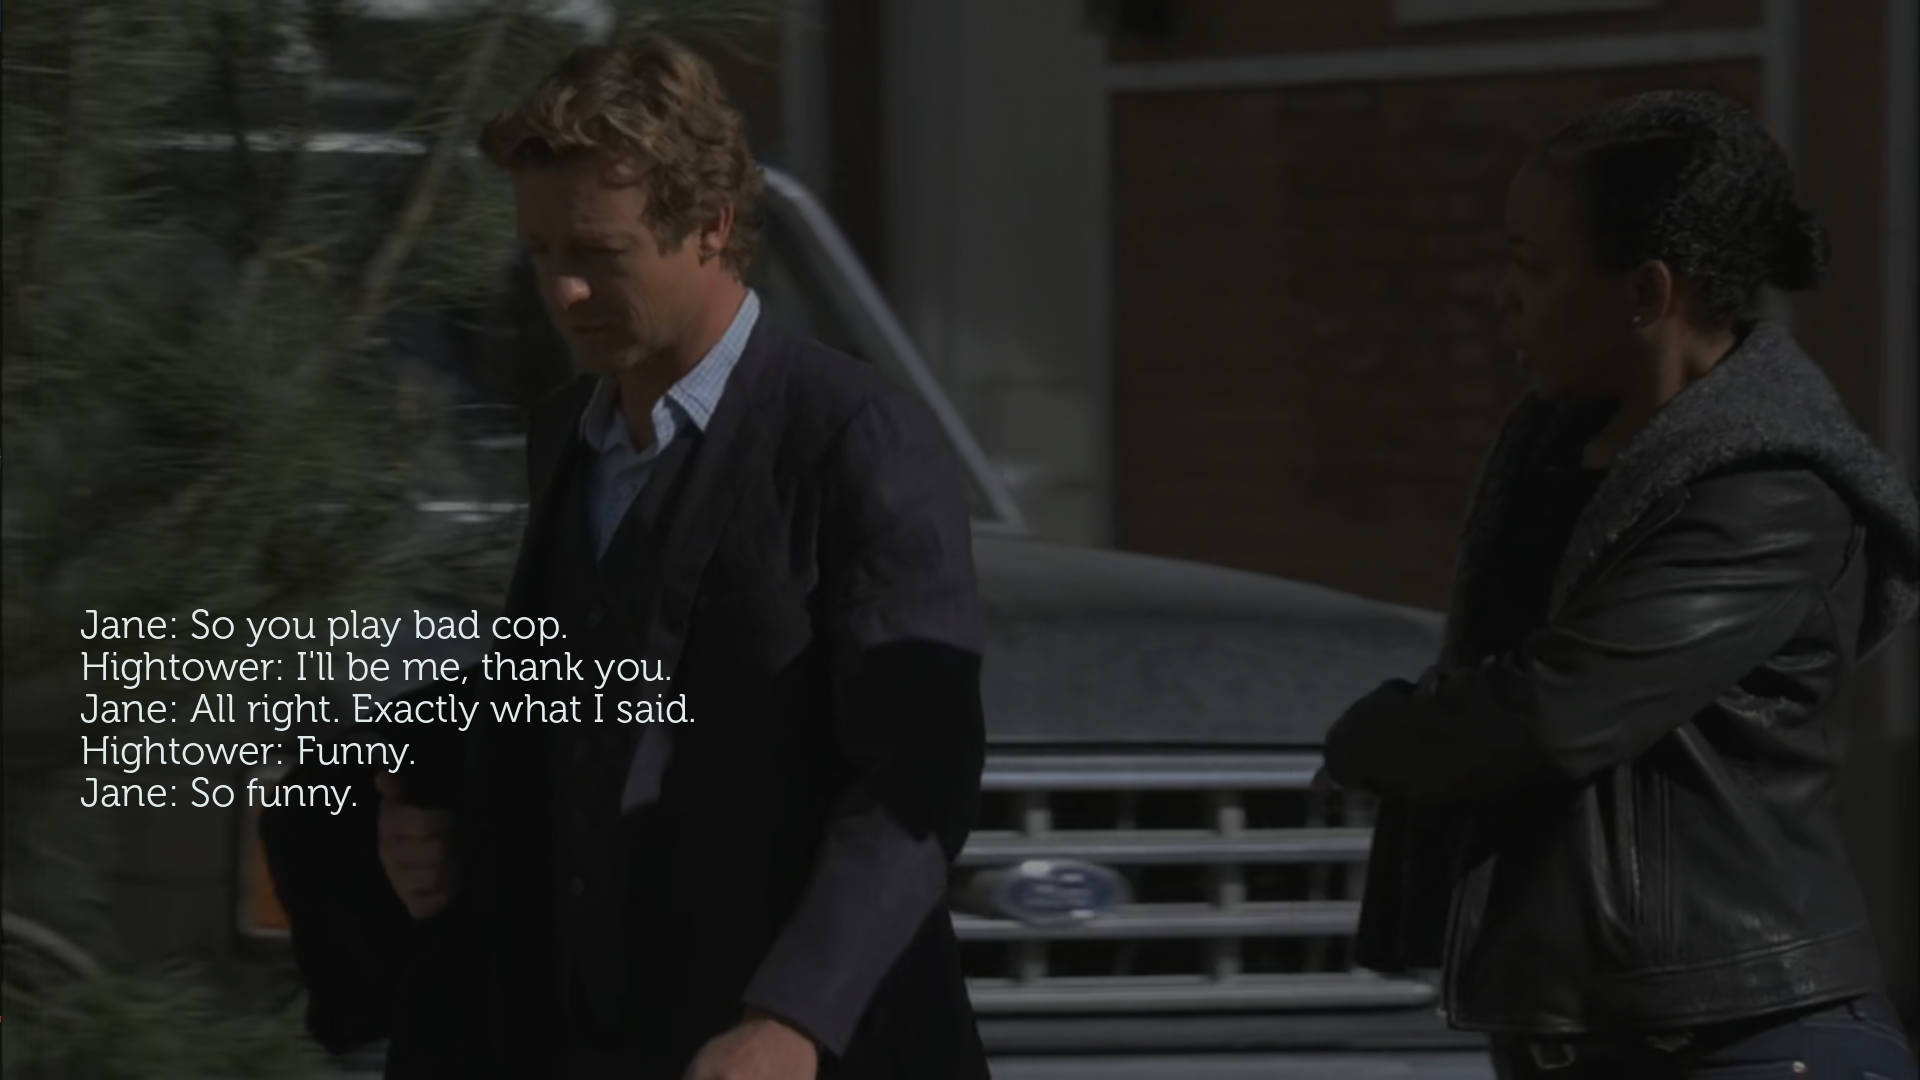 Jane: So you play bad cop.
Hightower: I'll be me, thank you.
Jane: All right. Exactly what I said.
Hightower: Funny.
Jane: So funny.